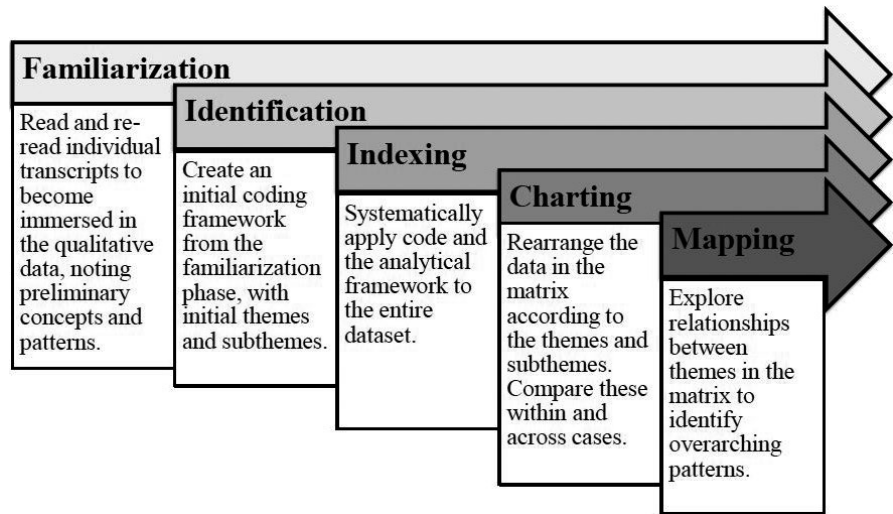 Familiarization
Read and re-
read individual
transcripts to
become
immersed in
the qualitative
data, noting
preliminary
concepts and
patterns.
Identification
Create an
initial coding
framework
from the
familiarization
phase, with
initial themes
and subthemes.
Indexing
Systematically
apply code and
the analytical
framework to
the entire
dataset.
Charting
Rearrange the
data in the
matrix
according to
the themes and
subthemes.
Compare these
within and
across cases.
Mapping
Explore
relationships
between
themes in the
matrix to
identify
overarching
patterns.